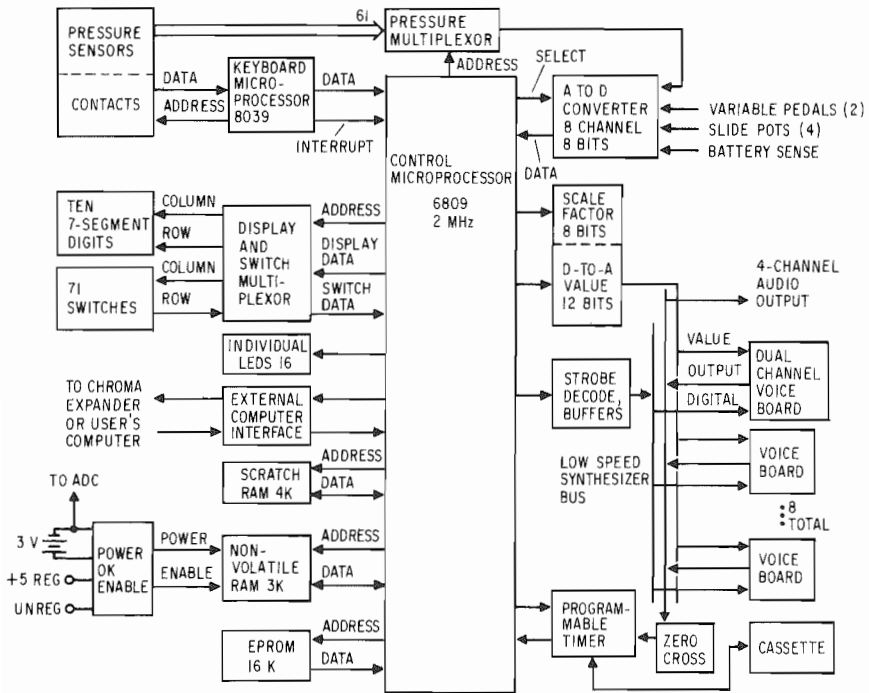 61
PRESSURE
SENSORS
CONTACTS
DATA
ADDRESS
KEYBOARD
MICRO-
PROCESSOR
8039
DATA
INTERRUPT
PRESSURE
MULTIPLEXOR
ADDRESS
SELECT
DATA
A TO D
CONVERTER
8 CHANNEL
8 BITS
VARIABLE PEDALS (2)
SLIDE POTS (4)
BATTERY SENSE
CONTROL
MICROPROCESSOR
6809
2 MHz
TEN
7-SEGMENT
DIGITS
COLUMN
ROW
71
SWITCHES
COLUMN
ROW
DISPLAY
AND
SWITCH
MULTI-
PLEXOR
ADDRESS
DISPLAY
DATA
SWITCH
DATA
SCALE
FACTOR
8 BITS
D-TO-A
VALUE
12 BITS
4-CHANNEL
AUDIO
OUTPUT
INDIVIDUAL
LEDS 16
TO CHROMA
EXPANDER
OR USER'S
COMPUTER
EXTERNAL
COMPUTER
INTERFACE
STROBE
DECODE,
BUFFERS
VALUE
OUTPUT
DIGITAL
DUAL
CHANNEL
VOICE
BOARD
SCRATCH
RAM 4K
ADDRESS
DATA
LOW SPEED
SYNTHESIZER
BUS
VOICE
BOARD
8
TOTAL
TO ADC
3 V
+5 REG
UNREG
POWER
OK
ENABLE
POWER
ENABLE
NON-
VOLATILE
RAM 3K
ADDRESS
DATA
VOICE
BOARD
EPROM
16 K
ADDRESS
DATA
PROGRAM-
MABLE
TIMER
ZERO
CROSS
CASSETTE